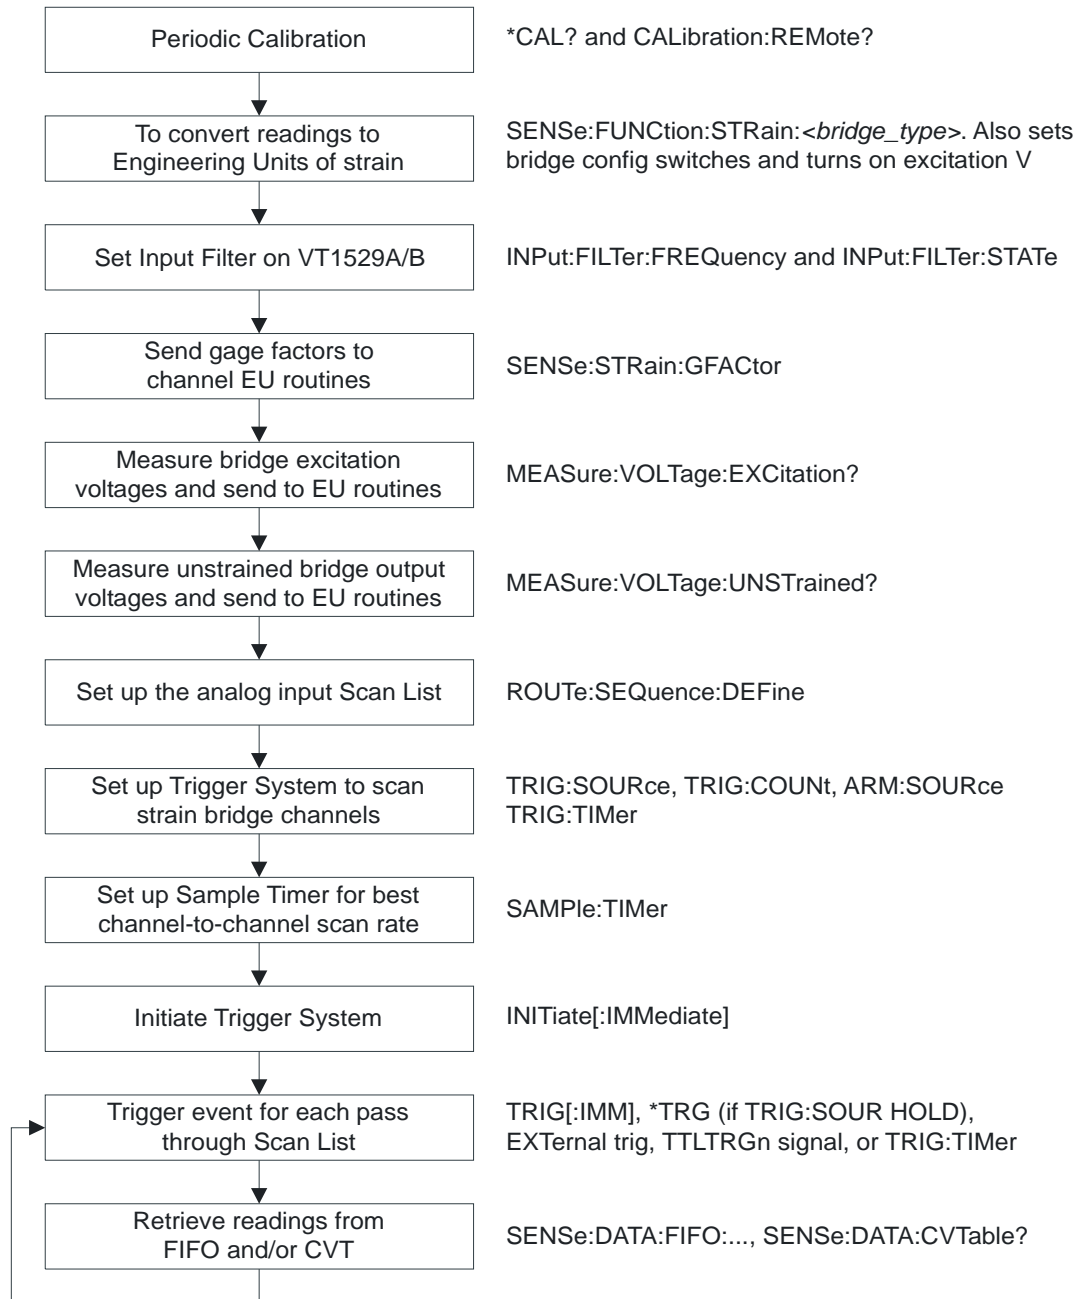 Periodic Calibration
*CAL? and CALibration:REMote?
To convert readings to
Engineering Units of strain
SENSe:FUNCtion:STRain:<bridge_type>. Also sets
bridge config switches and turns on excitation V
Set Input Filter on VT1529A/B
INPut:FILTer:FREQuency and INPut:FILTer:STATe
Send gage factors to
channel EU routines
SENSe:STRain:GFACtor
Measure bridge excitation
voltages and send to EU routines
MEASure:VOLTage:EXCitation?
Measure unstrained bridge output
voltages and send to EU routines
MEASure:VOLTage:UNSTrained?
Set up the analog input Scan List
ROUTe:SEQuence:DEFine
Set up Trigger System to scan
strain bridge channels
TRIG:SOURce, TRIG:COUNt, ARM:SOURce
TRIG:TIMer
Set up Sample Timer for best
channel-to-channel scan rate
SAMPle:TIMer
Initiate Trigger System
INITiate[:IMMediate]
Trigger event for each pass
through Scan List
TRIG[:IMM], *TRG (if TRIG:SOUR HOLD),
EXTernal trig, TTLTRGn signal, or TRIG:TIMer
Retrieve readings from
FIFO and/or CVT
SENSe:DATA:FIFO:..., SENSe:DATA:CVTable?